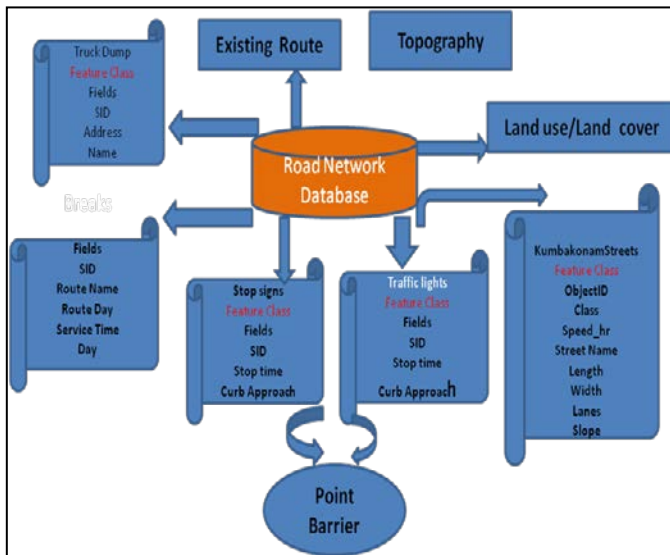 Existing Route
Topography
Truck Dump
Feature Class
Fields
SID
Address
Name
Land use/Land cover
Road Network
Database
Breaks
Fields
SID
Route Name
Route Day
Service Time
Day
Stop signs
Feature Class
Fields
SID
Stop time
Curb Approach
Traffic lights
Feature Class
Fields
SID
Stop time
Curb Approach
KumbakonamStreets
Feature Class
ObjectID
Class
Speed_hr
Street Name
Length
Width
Lanes
Slope
Point
Barrier